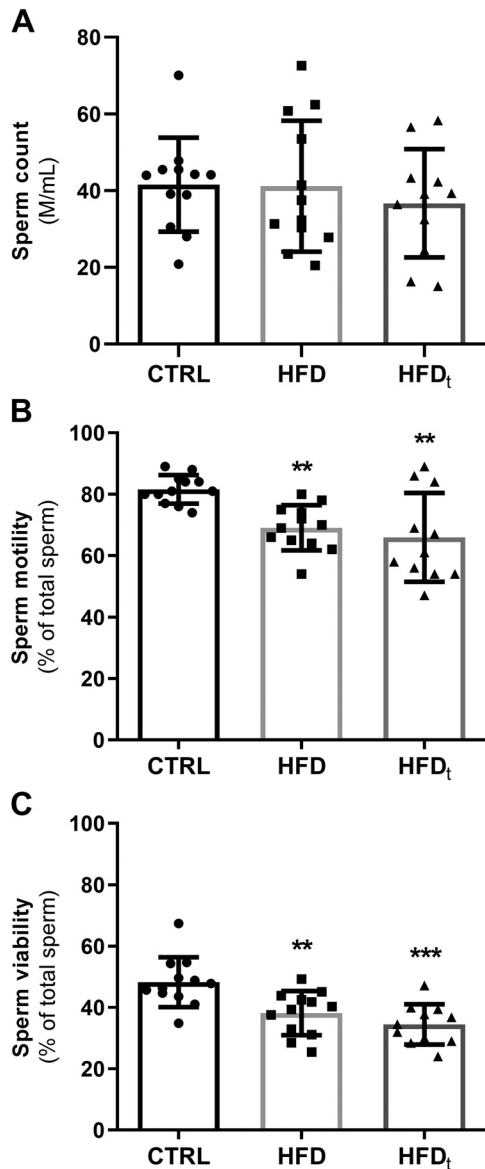 A
Sperm count
(M/mL)
80
60
40
20
0
CTRL
HFD
HFDt
B
Sperm motility
(% of total sperm)
100
80
60
40
20
0
**
**
CTRL
HFD
HFDt
C
Sperm viability
(% of total sperm)
100
80
60
40
20
0
**
***
CTRL
HFD
HFDt